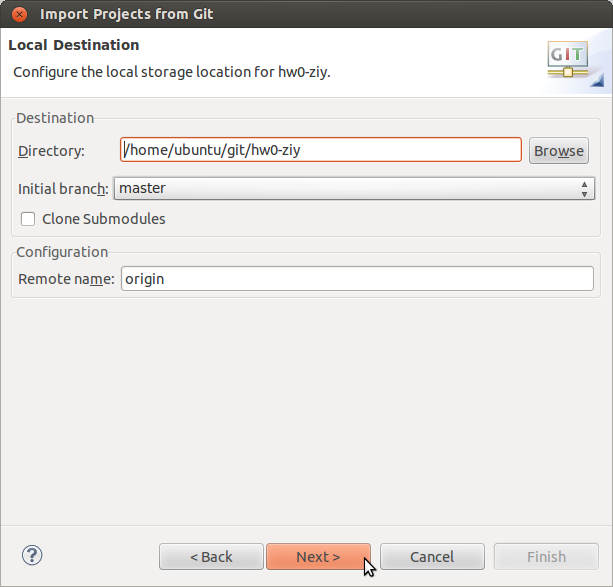 Import Projects from Git
Local Destination
Configure the local storage location for hw0-ziy.
GIT
Destination
Directory: /home/ubuntu/git/hw0-ziy Browse
Initial branch: master
Clone Submodules
Configuration
Remote name: origin
? < Back Next > Cancel Finish